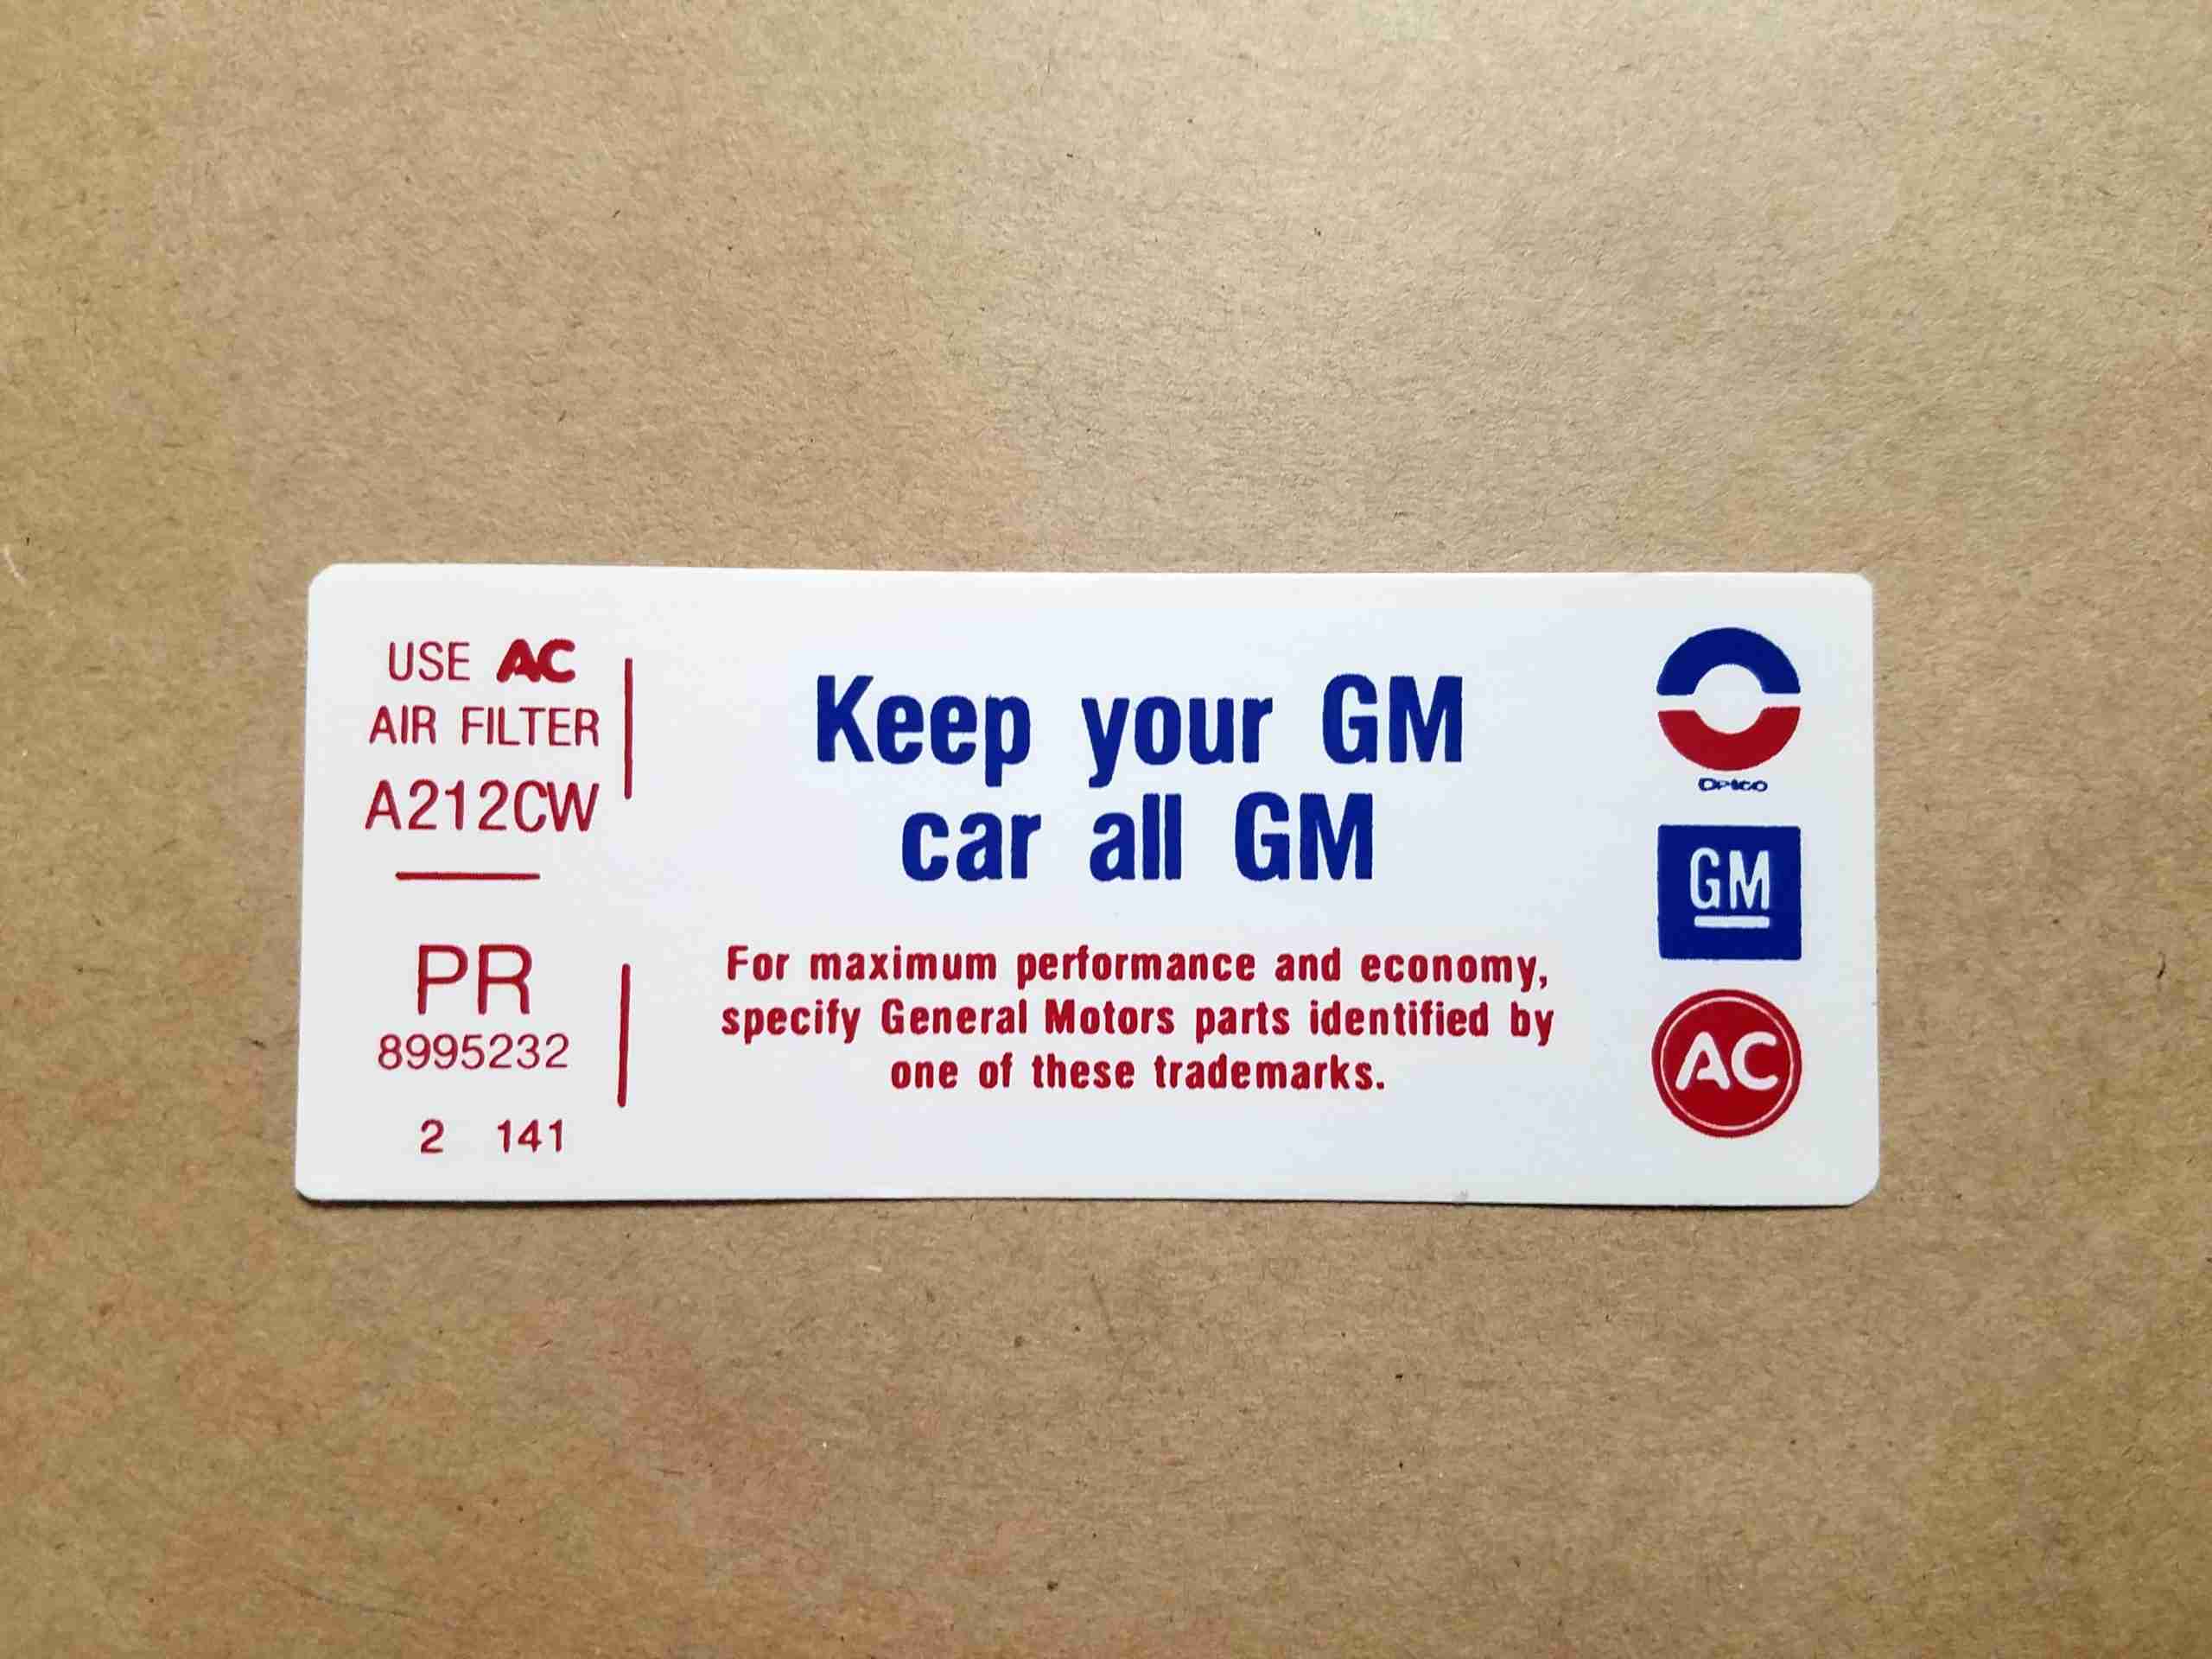 USE AC
AIR FILTER
A212CW
PR
8995232
2 141
Keep your GM
car all GM
For maximum performance and economy,
specify General Motors parts identified by
one of these trademarks.
Delco
GM
AC